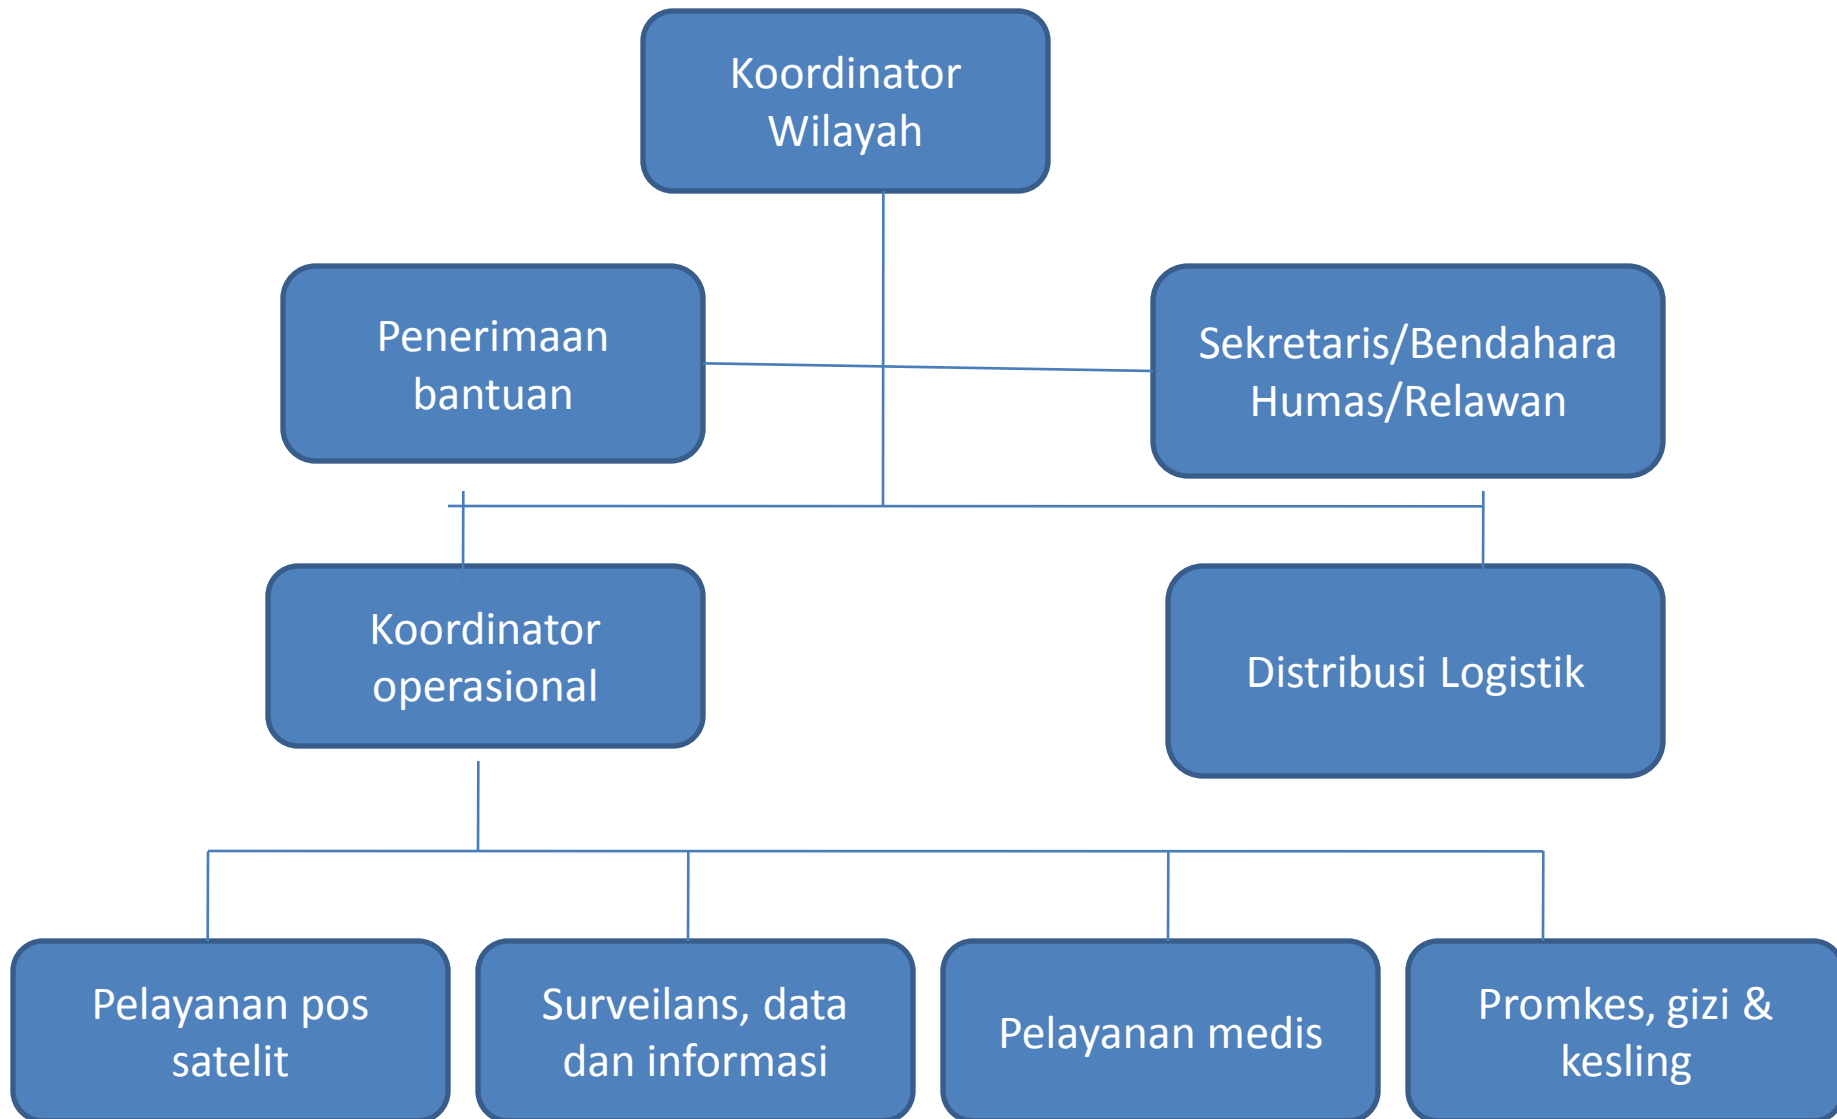 Koordinator
Wilayah
Penerimaan
bantuan
Sekretaris/Bendahara
Humas/Relawan
Koordinator
operasional
Distribusi Logistik
Pelayanan pos
satelit
Surveilans, data
dan informasi
Pelayanan medis
Promkes, gizi &
kesling